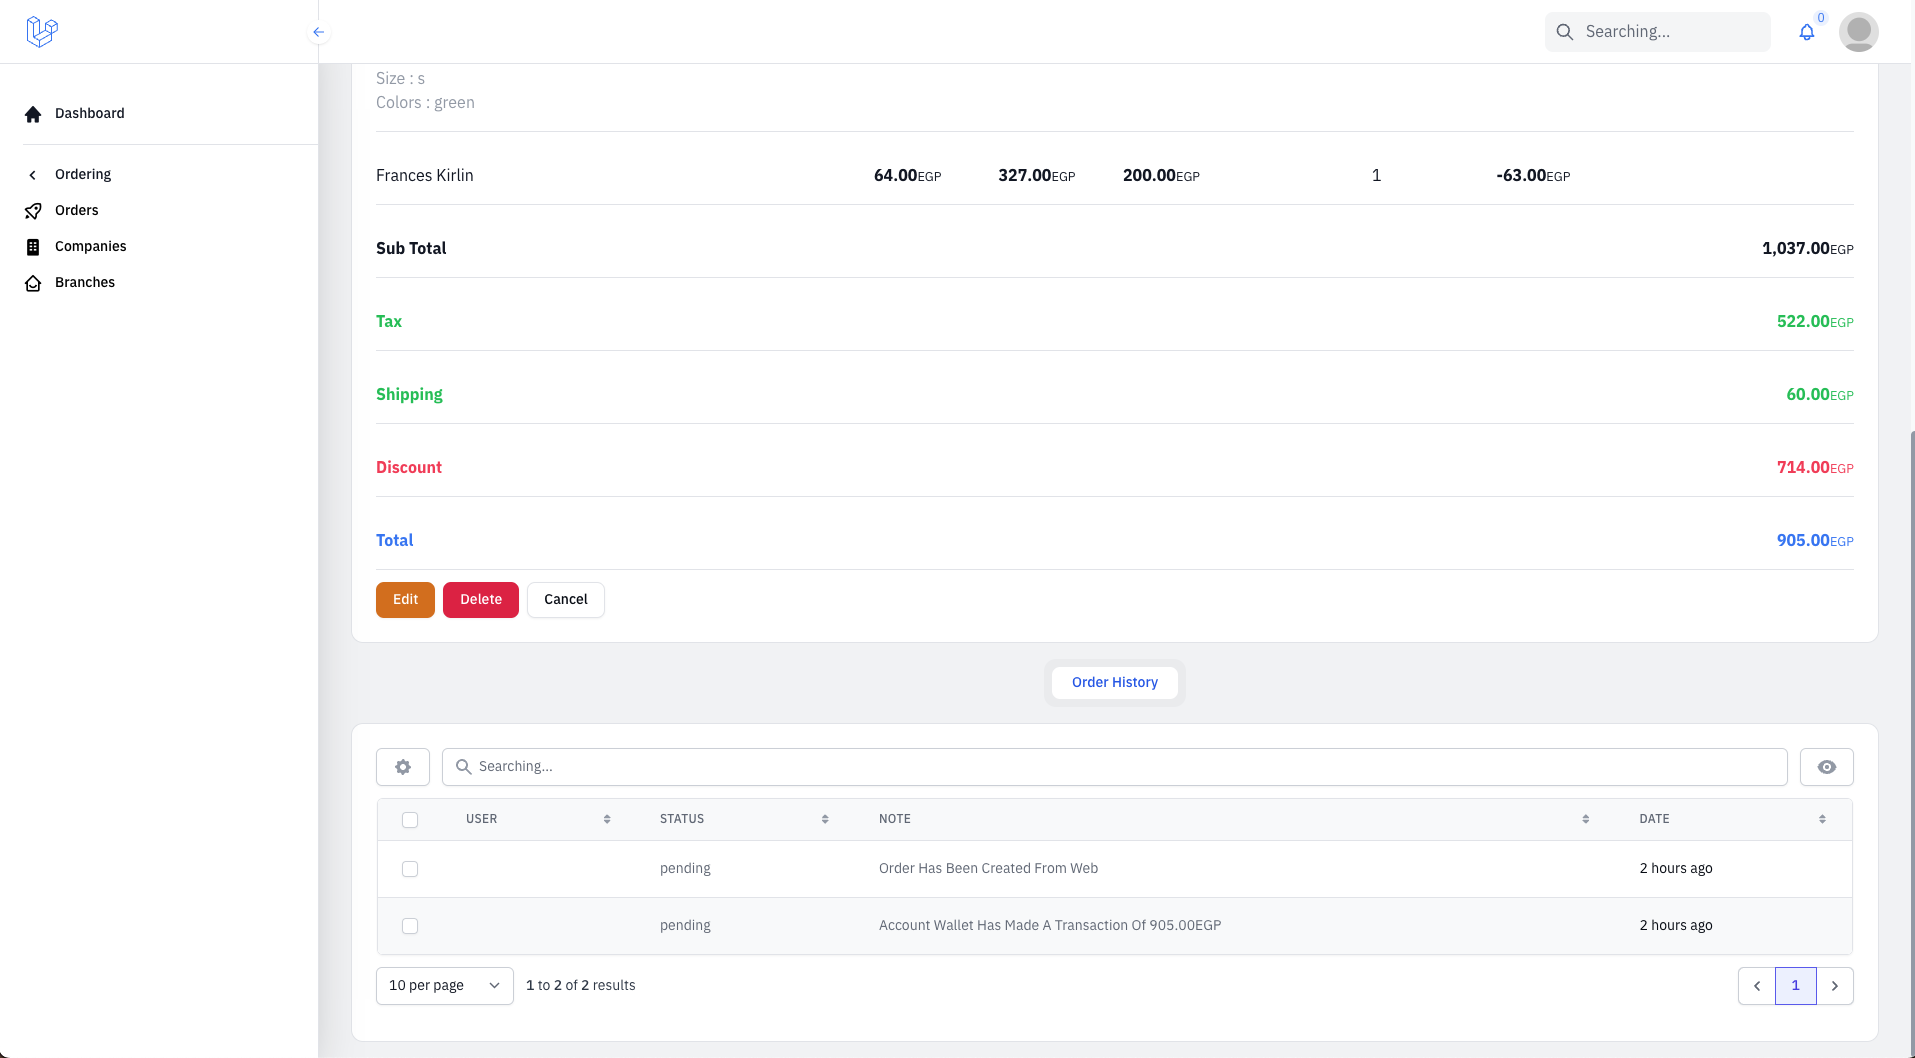 Searching...
0
Dashboard
Ordering
Orders
Companies
Branches
Size : s
Colors : green
Frances Kirlin 64.00EGP 327.00EGP 200.00EGP 1 -63.00EGP
Sub Total 1,037.00EGP
Tax 522.00EGP
Shipping 60.00EGP
Discount 714.00EGP
Total 905.00EGP
Edit Delete Cancel
Order History
Searching...
USER STATUS NOTE DATE
pending Order Has Been Created From Web 2 hours ago
pending Account Wallet Has Made A Transaction Of 905.00EGP 2 hours ago
10 per page 1 to 2 of 2 results 1